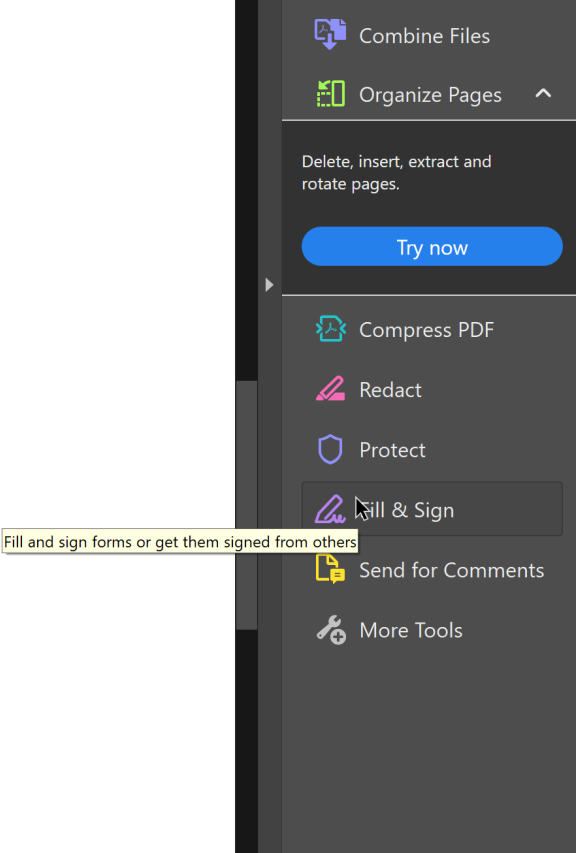 Combine Files
Organize Pages
Delete, insert, extract and
rotate pages.
Try now
Compress PDF
Redact
Protect
Fill & Sign
Fill and sign forms or get them signed from others
Send for Comments
More Tools